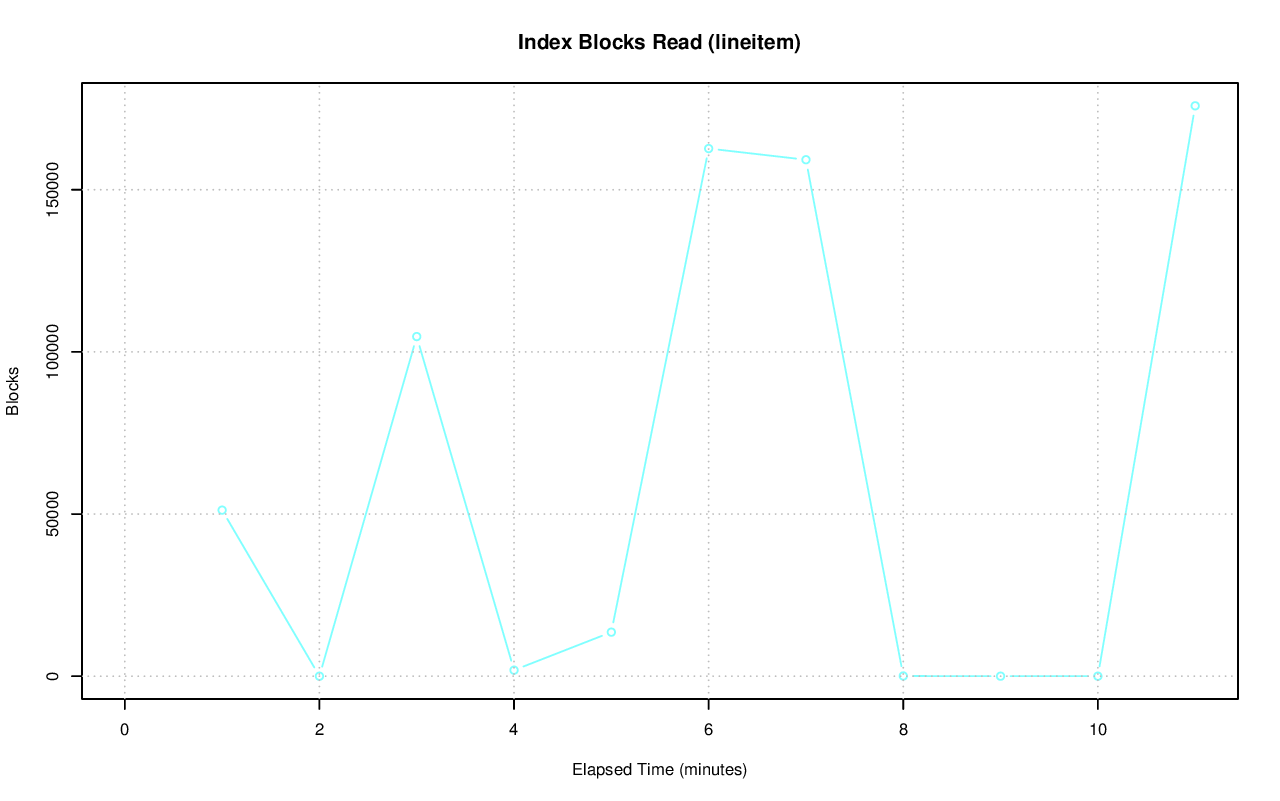 Index Blocks Read (lineitem)
150000
100000
50000
0
Blocks
0 2 4 6 8 10
Elapsed Time (minutes)